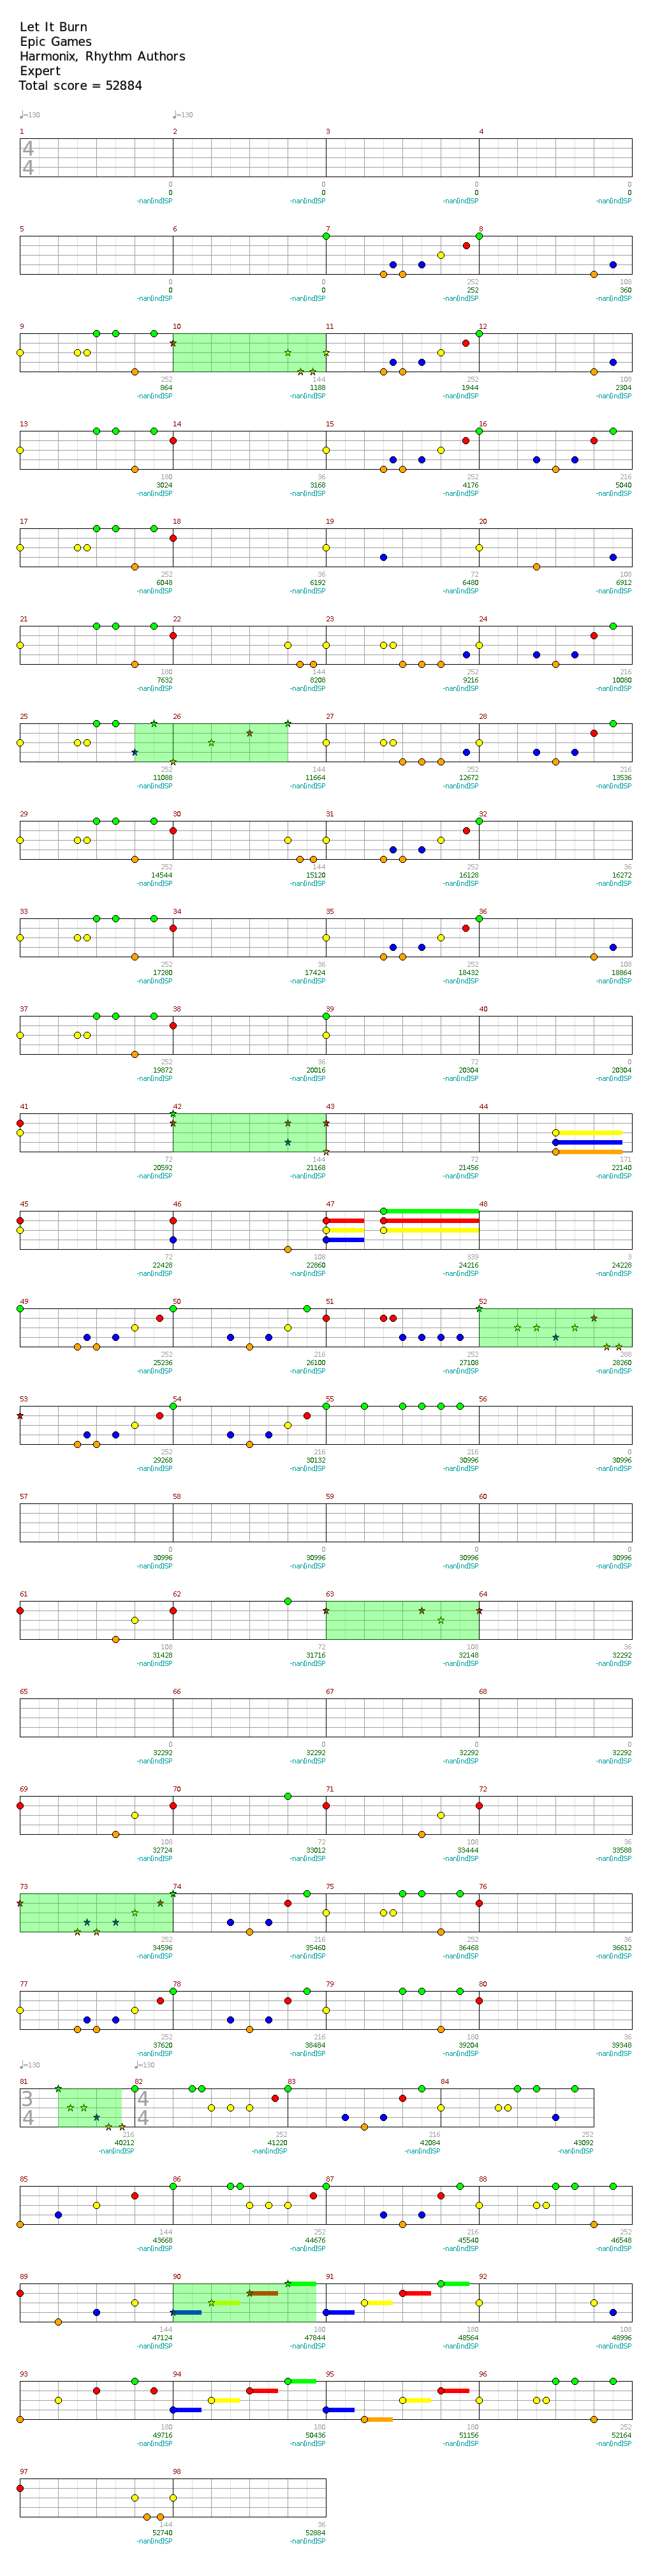 Let It Burn
Epic Games
Harmonix, Rhythm Authors
Expert
Total score = 52884
♩=130 ♩=130
1 2 3 4
4
4
0 0 0 0
0 0 0 0
-nan(ind)SP -nan(ind)SP -nan(ind)SP -nan(ind)SP
5 6 7 8
0 0 252 108
0 0 252 360
-nan(ind)SP -nan(ind)SP -nan(ind)SP -nan(ind)SP
9 10 11 12
252 144 252 108
864 1188 1944 2304
-nan(ind)SP -nan(ind)SP -nan(ind)SP -nan(ind)SP
13 14 15 16
180 36 252 216
3024 3168 4176 5040
-nan(ind)SP -nan(ind)SP -nan(ind)SP -nan(ind)SP
17 18 19 20
252 36 72 108
6048 6192 6480 6912
-nan(ind)SP -nan(ind)SP -nan(ind)SP -nan(ind)SP
21 22 23 24
180 144 252 216
7632 8208 9216 10080
-nan(ind)SP -nan(ind)SP -nan(ind)SP -nan(ind)SP
25 26 27 28
252 144 252 216
11088 11664 12672 13536
-nan(ind)SP -nan(ind)SP -nan(ind)SP -nan(ind)SP
29 30 31 32
252 144 252 36
14544 15120 16128 16272
-nan(ind)SP -nan(ind)SP -nan(ind)SP -nan(ind)SP
33 34 35 36
252 36 252 108
17280 17424 18432 18864
-nan(ind)SP -nan(ind)SP -nan(ind)SP -nan(ind)SP
37 38 39 40
252 36 72 0
19872 20016 20304 20304
-nan(ind)SP -nan(ind)SP -nan(ind)SP -nan(ind)SP
41 42 43 44
72 144 72 171
20592 21168 21456 22140
-nan(ind)SP -nan(ind)SP -nan(ind)SP -nan(ind)SP
45 46 47 48
72 108 339 3
22428 22860 24216 24228
-nan(ind)SP -nan(ind)SP -nan(ind)SP -nan(ind)SP
49 50 51 52
252 216 252 288
25236 26100 27108 28260
-nan(ind)SP -nan(ind)SP -nan(ind)SP -nan(ind)SP
53 54 55 56
252 216 216 0
29268 30132 30996 30996
-nan(ind)SP -nan(ind)SP -nan(ind)SP -nan(ind)SP
57 58 59 60
0 0 0 0
30996 30996 30996 30996
-nan(ind)SP -nan(ind)SP -nan(ind)SP -nan(ind)SP
61 62 63 64
108 72 108 36
31428 31716 32148 32292
-nan(ind)SP -nan(ind)SP -nan(ind)SP -nan(ind)SP
65 66 67 68
0 0 0 0
32292 32292 32292 32292
-nan(ind)SP -nan(ind)SP -nan(ind)SP -nan(ind)SP
69 70 71 72
108 72 108 36
32724 33012 33444 33588
-nan(ind)SP -nan(ind)SP -nan(ind)SP -nan(ind)SP
73 74 75 76
252 216 252 36
34596 35460 36468 36612
-nan(ind)SP -nan(ind)SP -nan(ind)SP -nan(ind)SP
77 78 79 80
252 216 180 36
37620 38484 39204 39348
-nan(ind)SP -nan(ind)SP -nan(ind)SP -nan(ind)SP
♩=130 ♩=130
81 82 83 84
3 4
4 4
216 252 216 252
40212 41220 42084 43092
-nan(ind)SP -nan(ind)SP -nan(ind)SP -nan(ind)SP
85 86 87 88
144 252 216 252
43668 44676 45540 46548
-nan(ind)SP -nan(ind)SP -nan(ind)SP -nan(ind)SP
89 90 91 92
144 180 180 108
47124 47844 48564 48996
-nan(ind)SP -nan(ind)SP -nan(ind)SP -nan(ind)SP
93 94 95 96
180 180 180 252
49716 50436 51156 52164
-nan(ind)SP -nan(ind)SP -nan(ind)SP -nan(ind)SP
97 98
144 36
52740 52884
-nan(ind)SP -nan(ind)SP